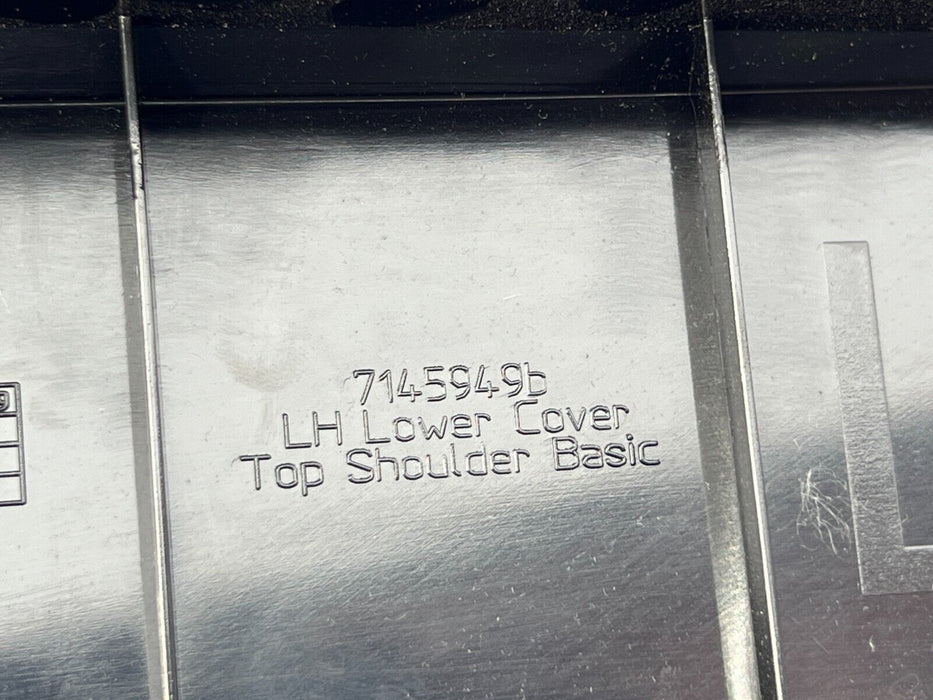 7145949b
LH Lower Cover
Top Shoulder Basic
L